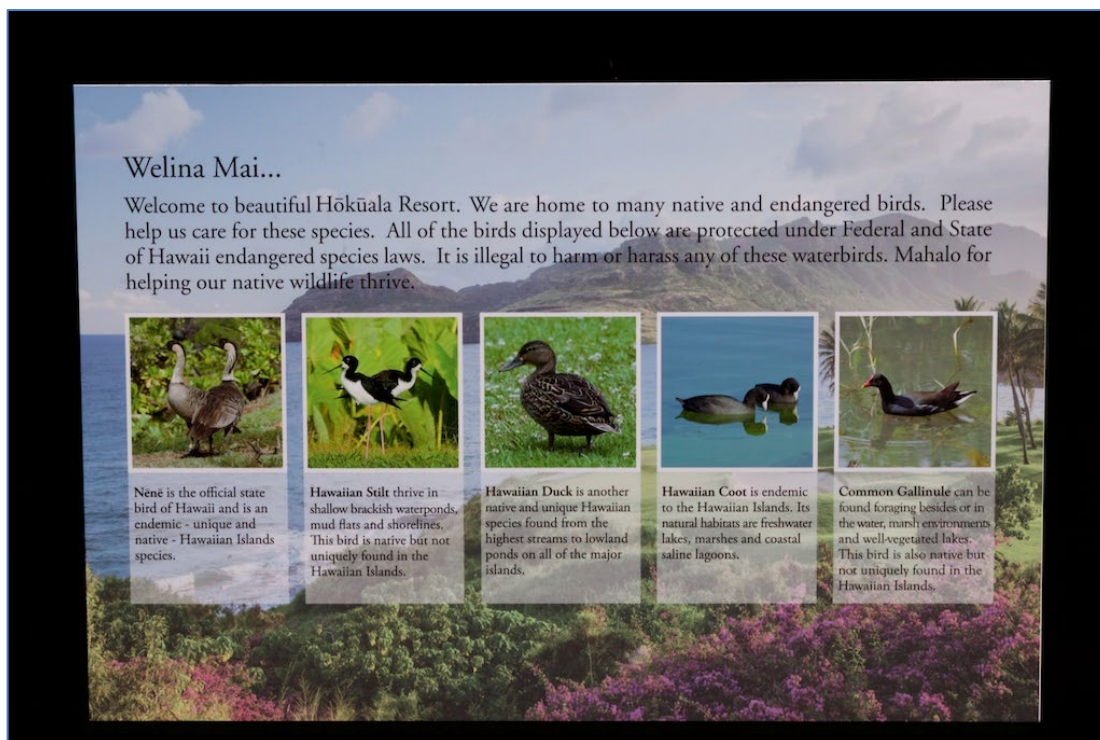 Welina Mai...
Welcome to beautiful Hōkūala Resort. We are home to many native and endangered birds. Please
help us care for these species. All of the birds displayed below are protected under Federal and State
of Hawaii endangered species laws. It is illegal to harm or harass any of these waterbirds. Mahalo for
helping our native wildlife thrive.
Nēnē is the official state
bird of Hawaii and is an
endemic - unique and
native - Hawaiian Islands
species.
Hawaiian Stilt thrive in
shallow brackish waterponds,
mud flats and shorelines.
This bird is native but not
uniquely found in the
Hawaiian Islands.
Hawaiian Duck is another
native and unique Hawaiian
species found from the
highest streams to lowland
ponds on all of the major
islands.
Hawaiian Coot is endemic
to the Hawaiian Islands. Its
natural habitats are freshwater
lakes, marshes and coastal
saline lagoons.
Common Gallinule can be
found foraging besides or in
the water, marsh environments
and well-vegetated lakes.
This bird is also native but
not uniquely found in the
Hawaiian Islands.